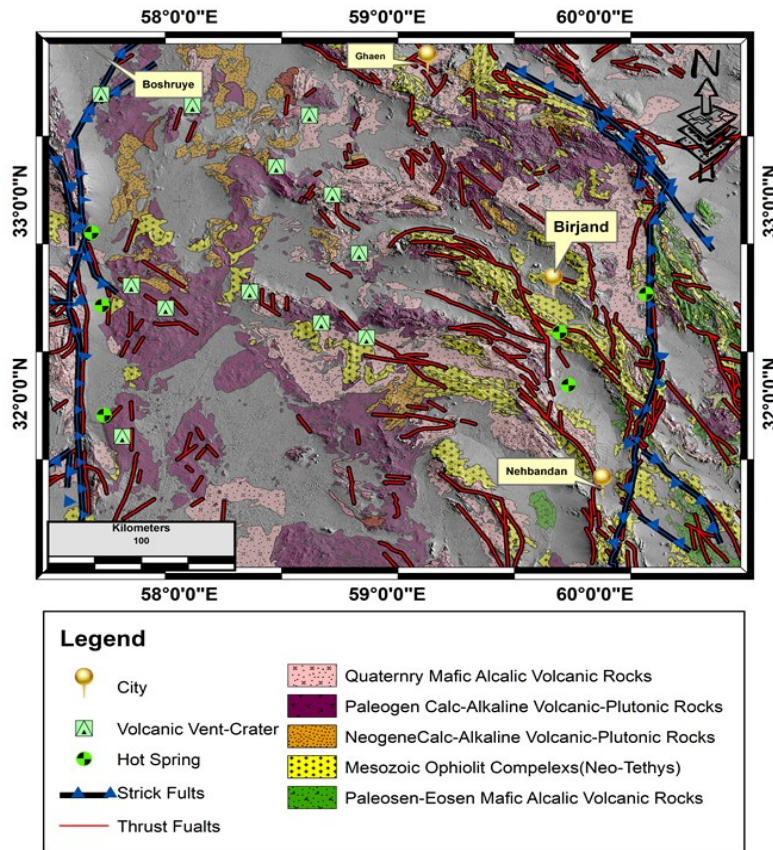 58°0'0"E 59°0'0"E 60°0'0"E
Ghaen
Boshruye
N
33°0'0"N 33°0'0"N
Birjand
32°0'0"N 32°0'0"N
Nehbandan
Kilometers
100
58°0'0"E 59°0'0"E 60°0'0"E
Legend
City
Volcanic Vent-Crater
Hot Spring
Strick Fults
Thrust Fualts
Quaternry Mafic Alcalic Volcanic Rocks
Paleogen Calc-Alkaline Volcanic-Plutonic Rocks
NeogeneCalc-Alkaline Volcanic-Plutonic Rocks
Mesozoic Ophiolit Compelexs(Neo-Tethys)
Paleosen-Eosen Mafic Alcalic Volcanic Rocks